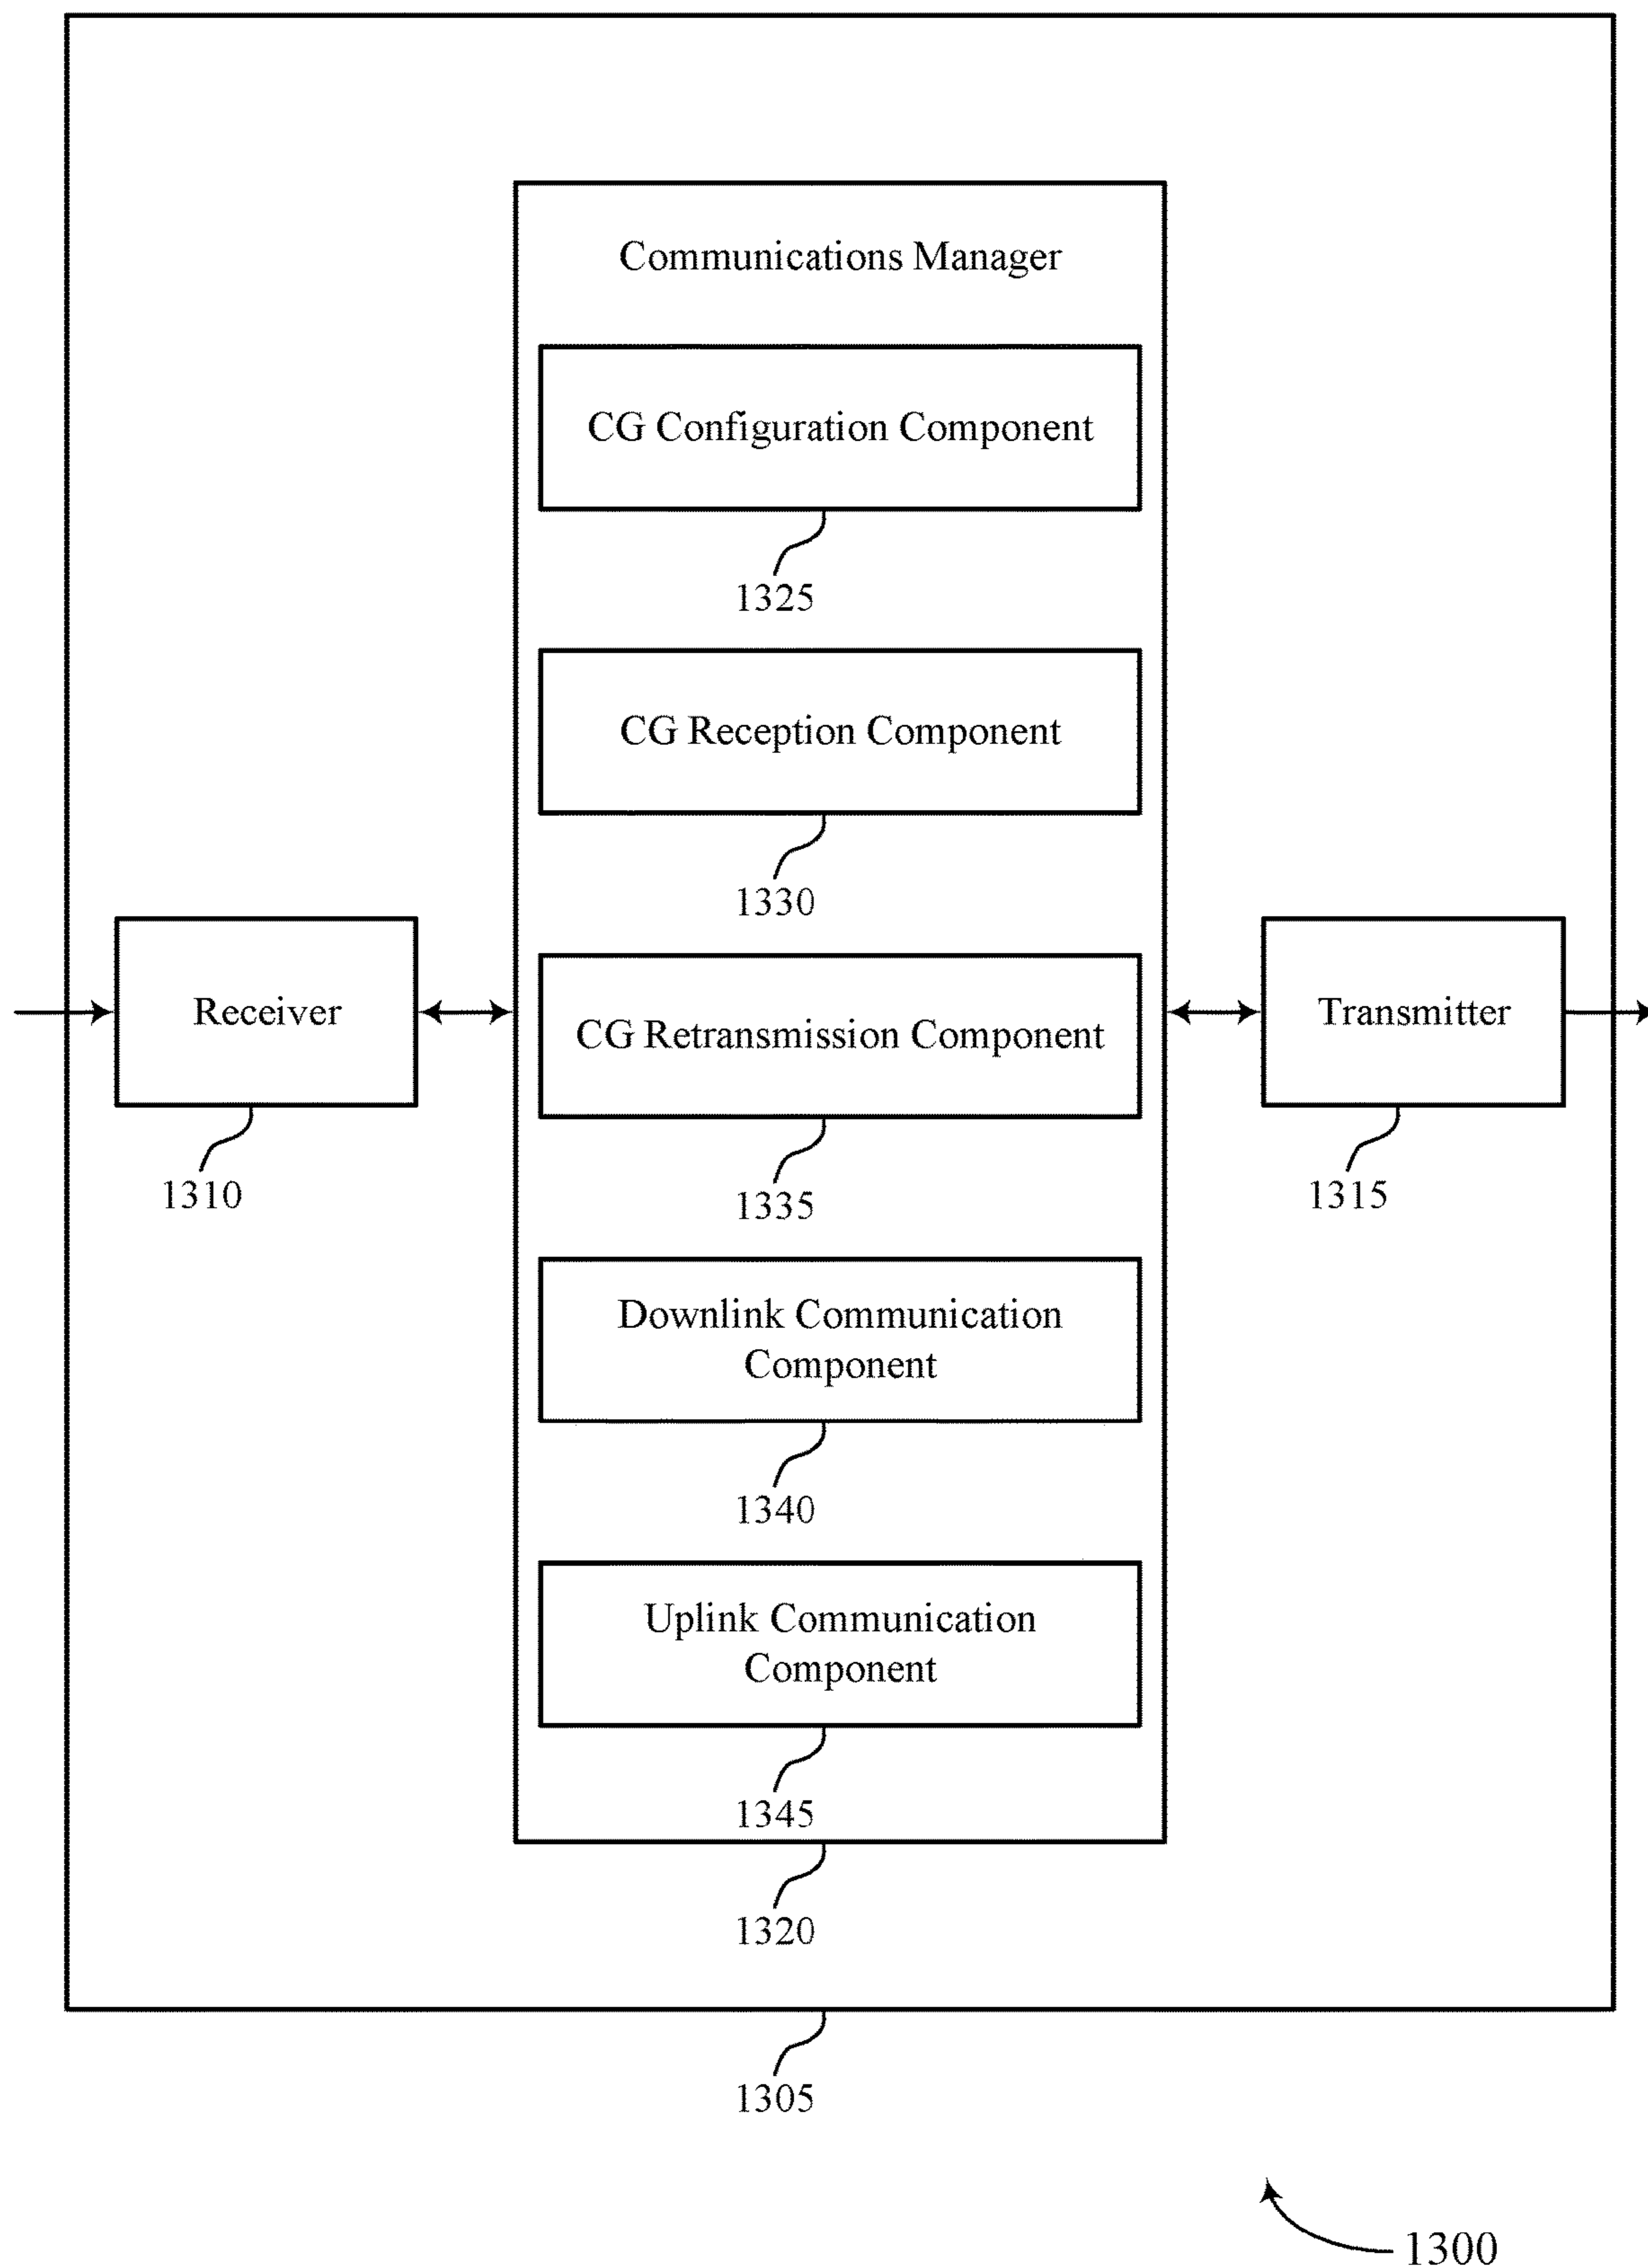 Communications Manager
CG Configuration Component
1325
CG Reception Component
1330
Receiver
1310
CG Retransmission Component
1335
Transmitter
1315
Downlink Communication
Component
1340
Uplink Communication
Component
1345
1320
1305
1300